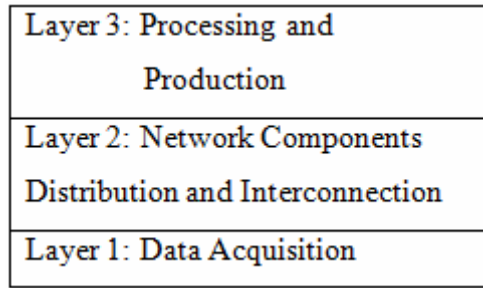 Layer 3: Processing and
Production
Layer 2: Network Components
Distribution and Interconnection
Layer 1: Data Acquisition